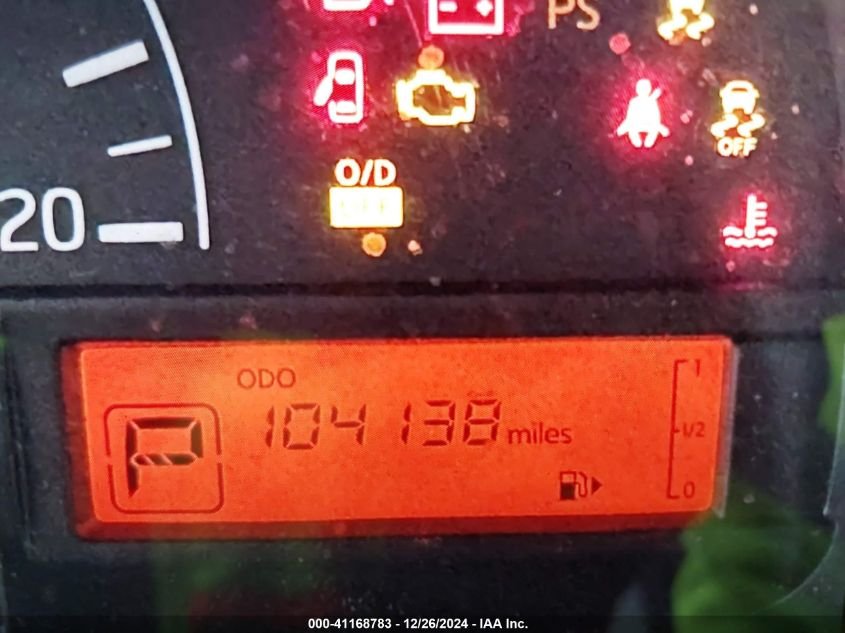 PS
OFF
O/D
OFF
20
ODO
P 104138 miles
1
1/2
0
000-41168783 - 12/26/2024 - IAA Inc.